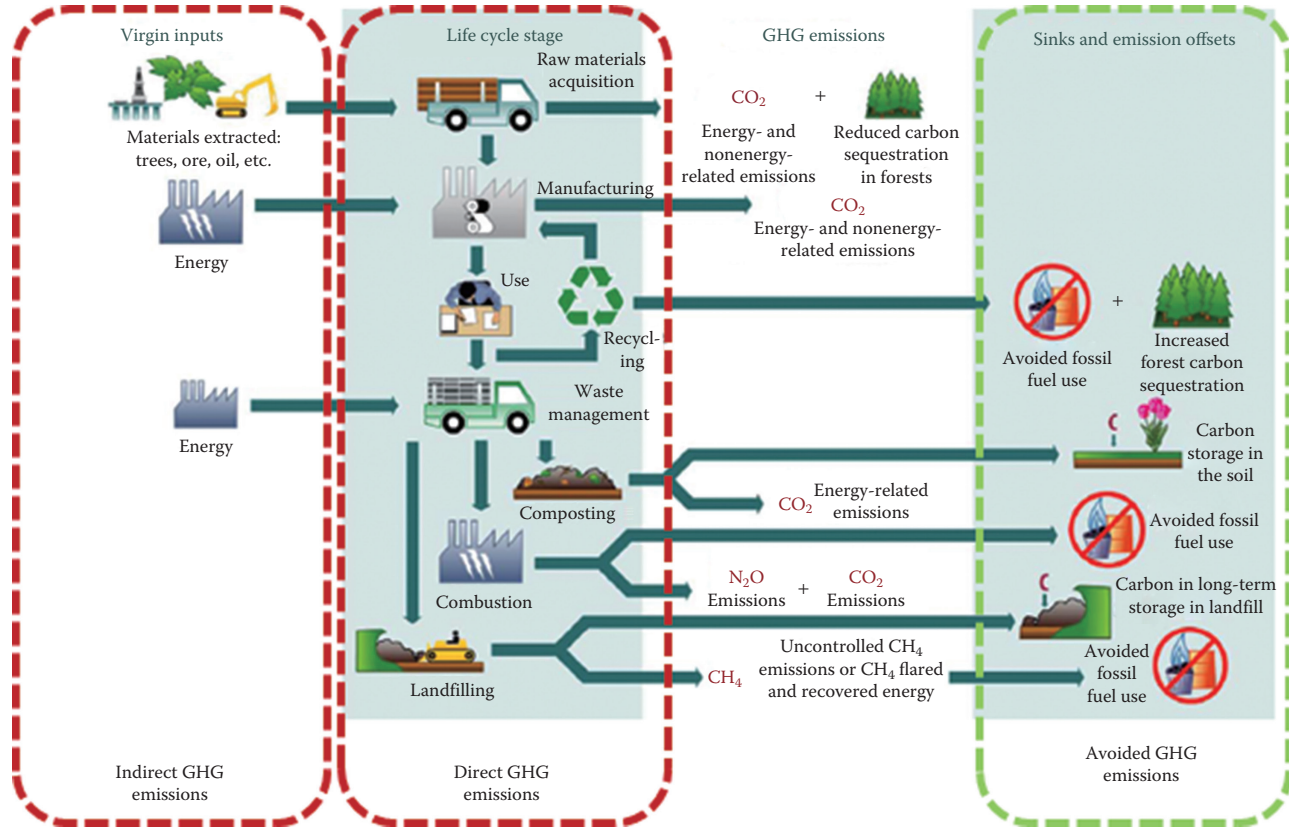 Virgin inputs
Life cycle stage
GHG emissions
Sinks and emission offsets
Raw materials
acquisition
Materials extracted:
trees, ore, oil, etc.
CO₂
+
Energy- and
nonenergy-
related emissions
Reduced carbon
sequestration
in forests
Manufacturing
CO₂
Energy- and nonenergy-
related emissions
Energy
Use
Recycl-
ing
+
Avoided fossil
fuel use
Increased
forest carbon
sequestration
Waste
management
Energy
C
Carbon
storage in
the soil
Composting
CO₂
Energy-related
emissions
Avoided fossil
fuel use
Combustion
N₂O
Emissions
+
CO₂
Emissions
C
Carbon in long-term
storage in landfill
Landfilling
CH₄
Uncontrolled CH₄
emissions or CH₄ flared
and recovered energy
Avoided
fossil
fuel use
Indirect GHG
emissions
Direct GHG
emissions
Avoided GHG
emissions